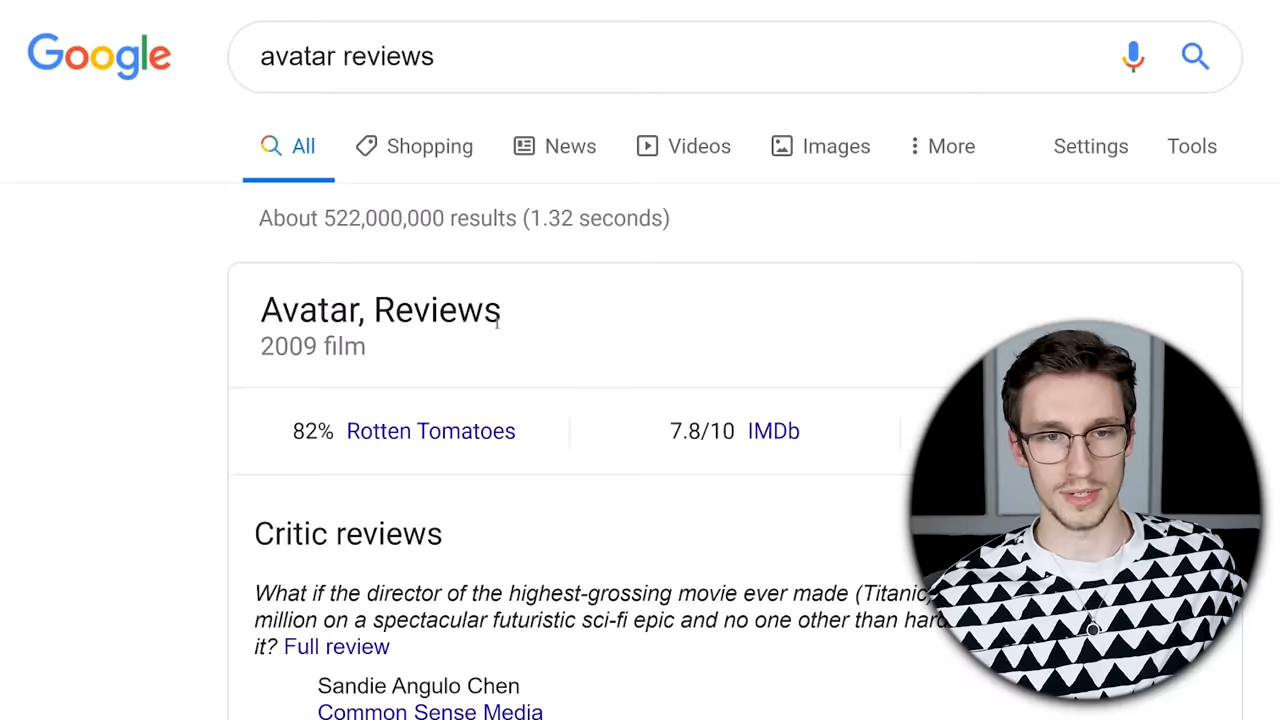 Google
avatar reviews
All
Shopping
News
Videos
Images
More
Settings
Tools
About 522,000,000 results (1.32 seconds)
Avatar, Reviews
2009 film
82% Rotten Tomatoes
7.8/10 IMDb
Critic reviews
What if the director of the highest-grossing movie ever made (Titanic,
million on a spectacular futuristic sci-fi epic and no one other than
it? Full review
Sandie Angulo Chen
Common Sense Media